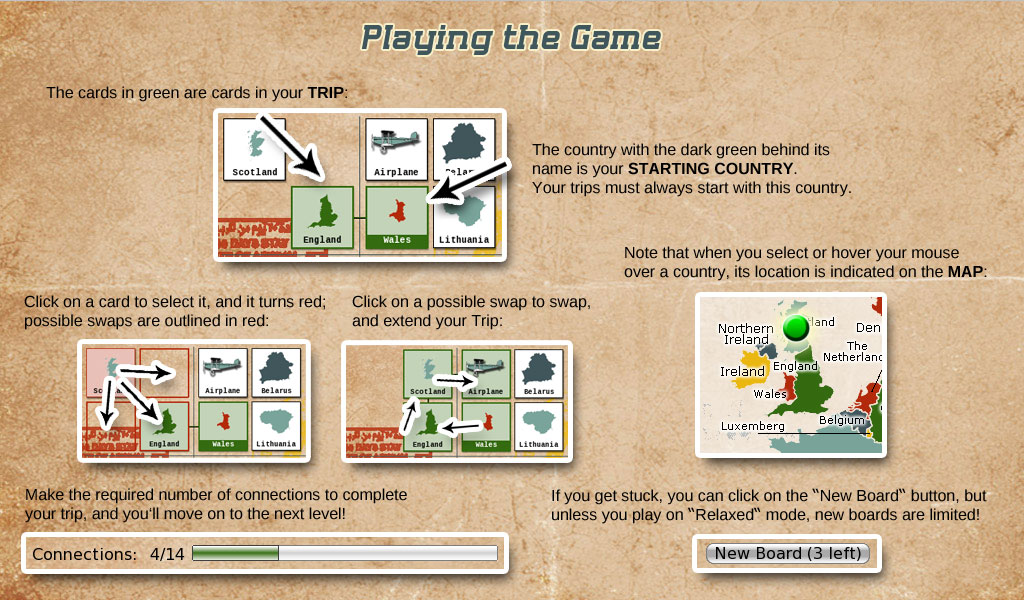 Playing the Game
The cards in green are cards in your TRIP:
Scotland
Airplane
England
Wales
Lithuania
The country with the dark green behind its
name is your STARTING COUNTRY.
Your trips must always start with this country.
Note that when you select or hover your mouse
over a country, its location is indicated on the MAP:
Click on a card to select it, and it turns red;
possible swaps are outlined in red:
Airplane
Belarus
England
Wales
Lithuania
Click on a possible swap to swap,
and extend your Trip:
Scotland
Airplane
Belarus
England
Wales
Lithuania
Northern
Ireland
Den
The
Netherland
Ireland
England
Wales
Belgium
Luxemberg
Make the required number of connections to complete
your trip, and you'll move on to the next level!
Connections: 4/14
If you get stuck, you can click on the "New Board" button, but
unless you play on "Relaxed" mode, new boards are limited!
New Board (3 left)